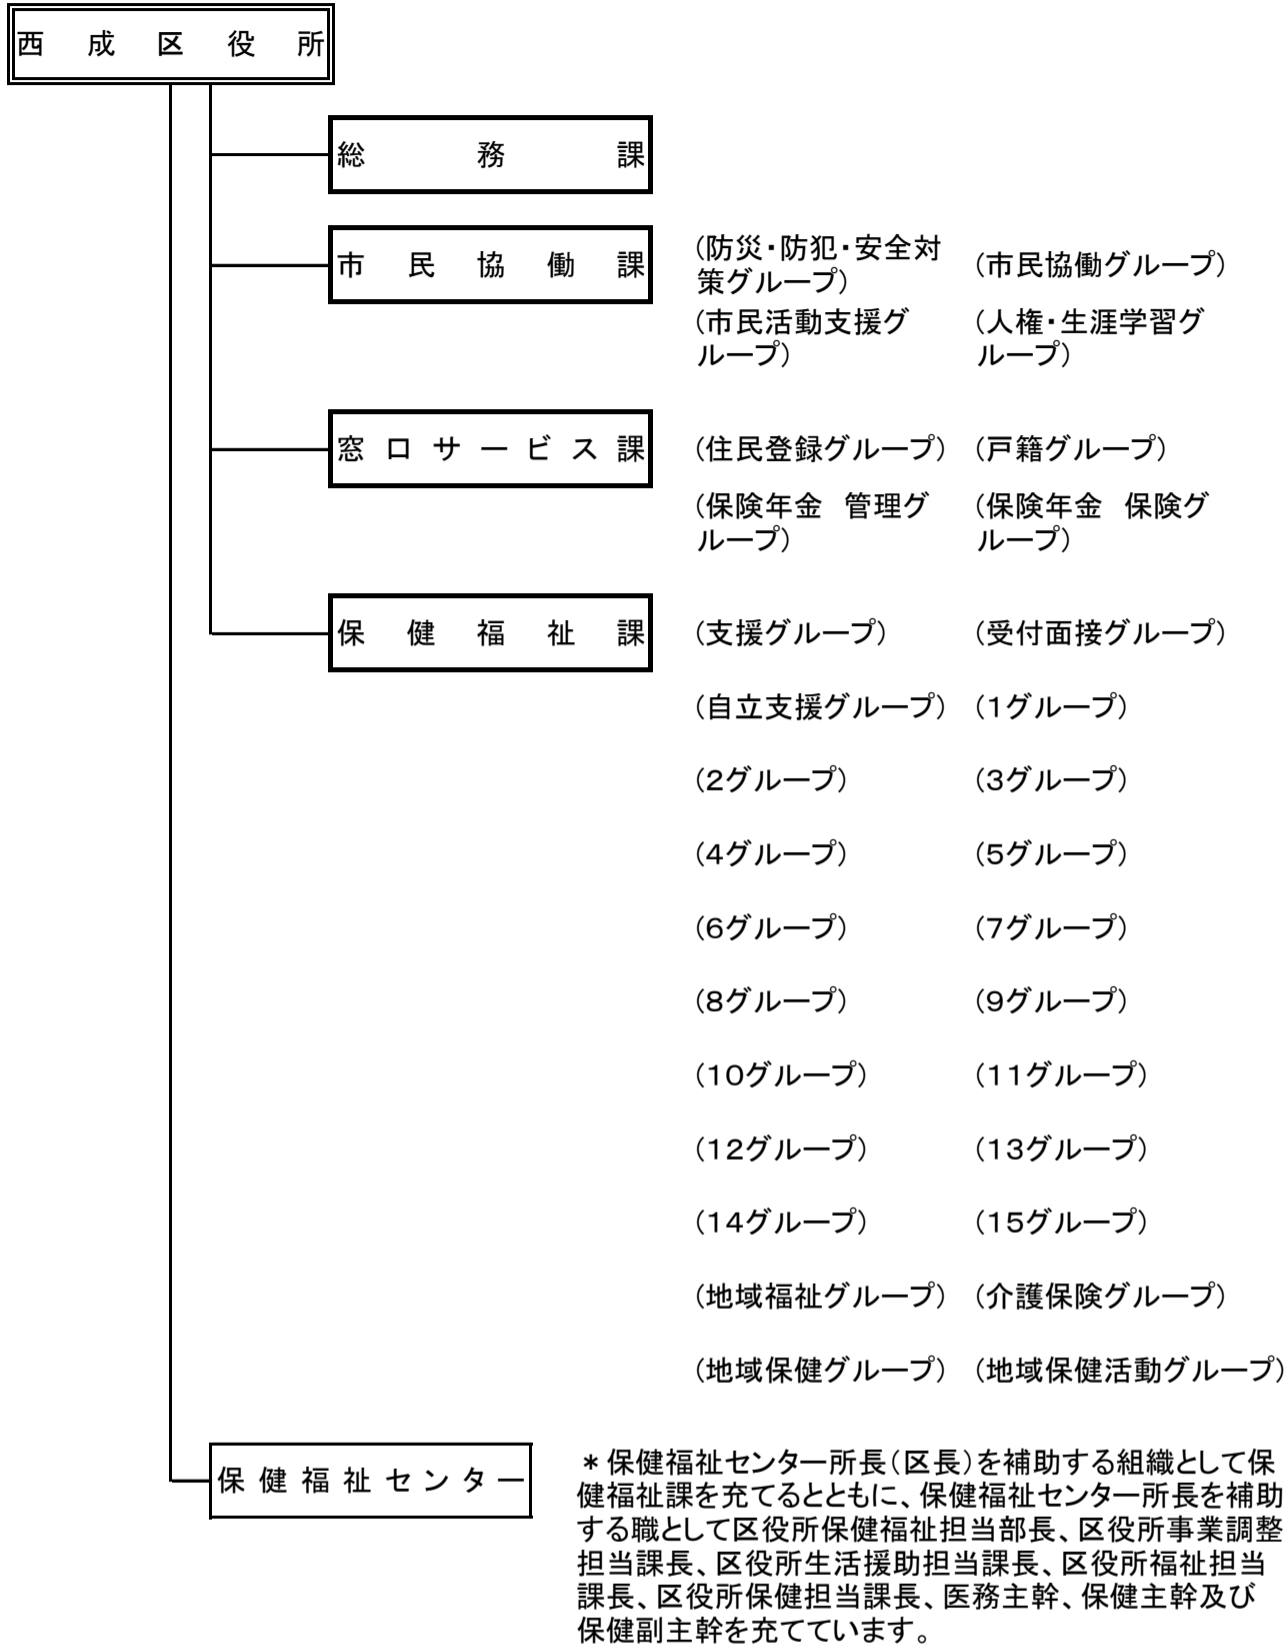 西成区役所
総務課
市民協働課
(防災・防犯・安全対
策グループ)
(市民協働グループ)
(市民活動支援グ
ループ)
(人権・生涯学習グ
ループ)
窓口サービス課
(住民登録グループ)
(戸籍グループ)
(保険年金　管理グ
ループ)
(保険年金　保険グ
ループ)
保健福祉課
(支援グループ)
(受付面接グループ)
(自立支援グループ)
(1グループ)
(2グループ)
(3グループ)
(4グループ)
(5グループ)
(6グループ)
(7グループ)
(8グループ)
(9グループ)
(10グループ)
(11グループ)
(12グループ)
(13グループ)
(14グループ)
(15グループ)
(地域福祉グループ)
(介護保険グループ)
(地域保健グループ)
(地域保健活動グループ)
保健福祉センター
＊保健福祉センター所長(区長)を補助する組織として保
健福祉課を充てるとともに、保健福祉センター所長を補助
する職として区役所保健福祉担当部長、区役所事業調整
担当課長、区役所生活援助担当課長、区役所福祉担当
課長、区役所保健担当課長、医務主幹、保健主幹及び
保健副主幹を充てています。